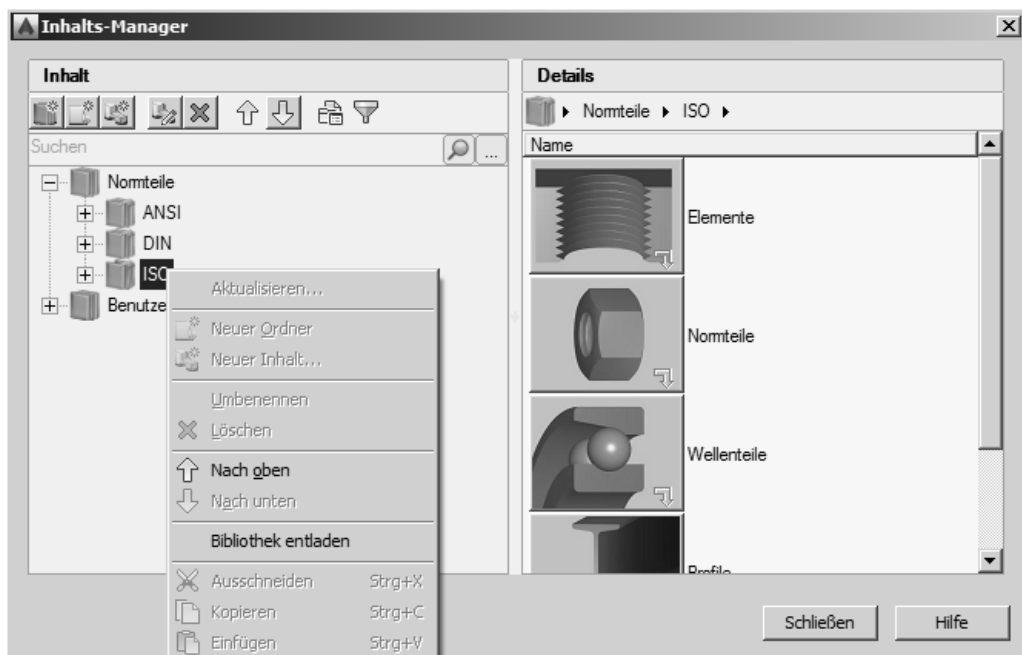 Inhalts-Manager
Inhalt
Suchen
...
Normteile
ANSI
DIN
ISO
Benutze
Aktualisieren...
Neuer Ordner
Neuer Inhalt...
Umbenennen
Löschen
Nach oben
Nach unten
Bibliothek entladen
Ausschneiden Strg+X
Kopieren Strg+C
Einfügen Strg+V
Details
Normteile ISO
Name
Elemente
Normteile
Wellenteile
Profile
Schließen
Hilfe